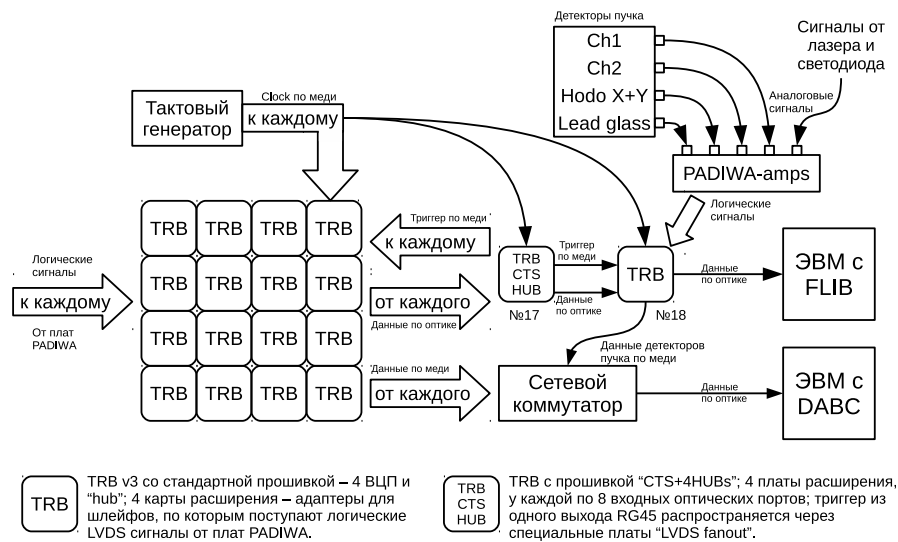 Детекторы пучка
Ch1
Ch2
Hodo X+Y
Lead glass
Сигналы от
лазера и
светодиода
Аналоговые
сигналы
Тактовый
генератор
Clock по меди
к каждому
PADIWA-amps
Логические
сигналы
TRB TRB TRB TRB
TRB TRB TRB TRB
TRB TRB TRB TRB
TRB TRB TRB TRB
Триггер по меди
к каждому
Логические
сигналы
к каждому
От плат
PADIWA
от каждого
Данные по оптике
Данные по меди
от каждого
TRB
CTS
HUB
№17
Триггер
по меди
Данные
по оптике
TRB
№18
Данные
по оптике
ЭВМ с
FLIB
Данные детекторов
пучка по меди
Сетевой
коммутатор
Данные
по оптике
ЭВМ с
DABC
TRB
TRB v3 со стандартной прошивкой – 4 ВЦП и
“hub”; 4 карты расширения – адаптеры для
шлейфов, по которым поступают логические
LVDS сигналы от плат PADIWA.
TRB
CTS
HUB
TRB с прошивкой “CTS+4HUBs”; 4 платы расширения,
у каждой по 8 входных оптических портов; триггер из
одного выхода RG45 распространяется через
специальные платы “LVDS fanout”.